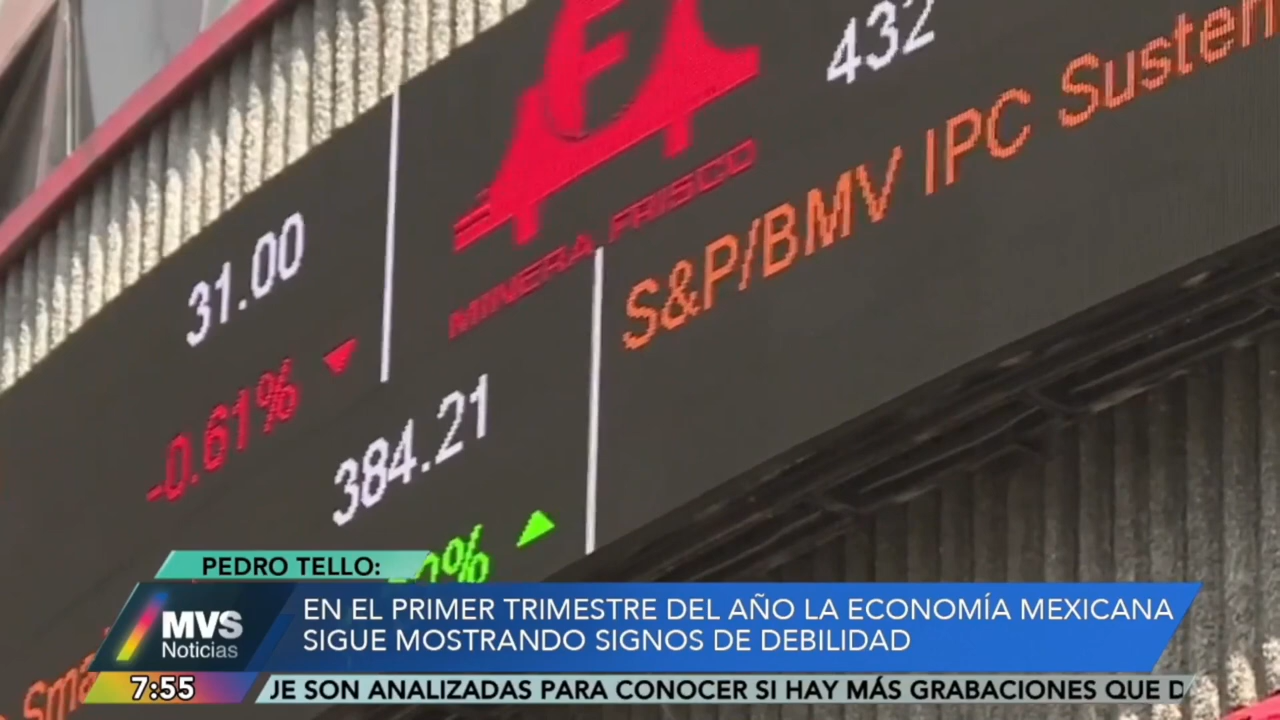 432
S&P/BMV IPC
MINERA FRISCO
31.00
-0.61%
384.21
PEDRO TELLO:
MVS
Noticias
EN EL PRIMER TRIMESTRE DEL AÑO LA ECONOMÍA MEXICANA
SIGUE MOSTRANDO SIGNOS DE DEBILIDAD
7:55
SON ANALIZADAS PARA CONOCER SI HAY MÁS GRABACIONES QUE